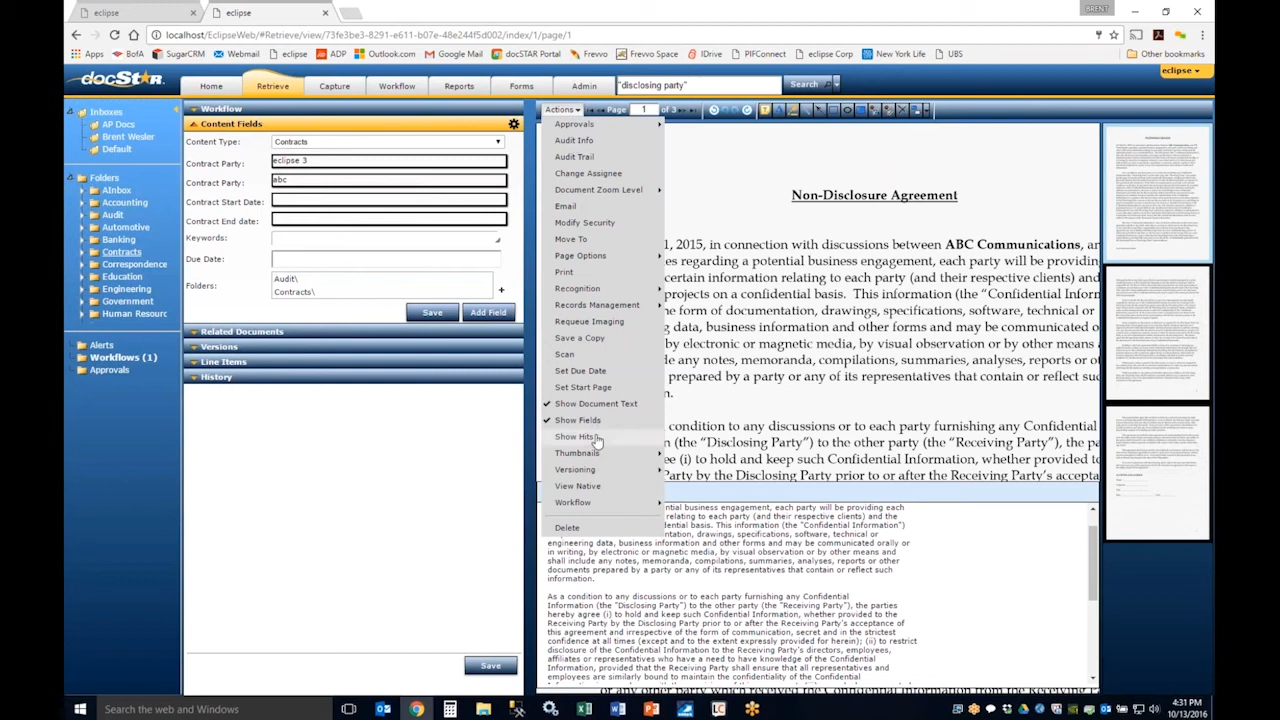 eclipse
eclipse
BRENT
localhost/EclipseWeb/#Retrieve/view/73fe3be3-8291-e611-b07e-48e244f5d002/index/1/page/1
Apps
BofA
SugarCRM
Webmail
eclipse
ADP
Outlook.com
Google Mail
docSTAR Portal
Frevvo
Frevvo Space
IDrive
PIFConnect
eclipse Corp
New York Life
UBS
Other bookmarks
docSTAR
Home
Retrieve
Capture
Workflow
Reports
Forms
Admin
"disclosing party"
Search
eclipse
Inboxes
AP Docs
Brent Wesler
Default
Folders
AInbox
Accounting
Audit
Automotive
Banking
Contracts
Correspondence
Education
Engineering
Government
Human Resourc
Alerts
Workflows (1)
Approvals
Workflow
Content Fields
Content Type: Contracts
Contract Party: eclipse 3
Contract Party: abc
Contract Start Date:
Contract End date:
Keywords:
Due Date:
Folders: Audit\
Contracts\
+
Save
Add Field
Related Documents
Versions
Line Items
History
Save
Actions
Page 1 of 3
Approvals
Audit Info
Audit Trail
Change Assignee
Document Zoom Level
Email
Modify Security
Move To
Page Options
Print
Recognition
Records Management
Requeue Imaging
Save a Copy
Scan
Set Due Date
Set Start Page
Show Document Text
Show Fields
Show Hits
Thumbnails
Versioning
View Native
Workflow
Delete
Non-Disclosure Agreement
1, 2015, in connection with discussions between ABC Communications, an
s regarding a potential business engagement, each party will be providin
ertain information relating to each party (and their respective clients) and
projects on a confidential basis. This information (the "Confidential Inform
e form of documentation, drawings, specifications, software, technical or
g data, business information and other forms and may be communicated o
by electronic or magnetic media, by visual observation or by other means a
de any notes, memoranda, compilations, summaries, analyses, reports or o
prepared by a party or any of its representatives that contain or reflect suc
n.
condition to any discussions or to each party furnishing any Confidential
n (the "Disclosing Party") to the other party (the "Receiving Party"), the pa
ee (i) to hold and keep such Confidential Information, whether provided to
g Party by the Disclosing Party prior to or after the Receiving Party's accepta
ential business engagement, each party will be providing each
relating to each party (and their respective clients) and
dential basis. This information (the "Confidential Information")
ntation, drawings, specifications, software, technical or
engineering data, business information and other forms and may be communicated orally or
in writing, by electronic or magnetic media, by visual observation or by other means and
shall include any notes, memoranda, compilations, summaries, analyses, reports or other
documents prepared by a party or any of its representatives that contain or reflect such
information.
As a condition to any discussions or to each party furnishing any Confidential
Information (the "Disclosing Party") to the other party (the "Receiving Party"), the parties
hereby agree (i) to hold and keep such Confidential Information, whether provided to the
Receiving Party by the Disclosing Party prior to or after the Receiving Party's acceptance of
this agreement and irrespective of the form of communication, secret and in the strictest
confidence at all times (except and to the extent expressly provided for herein); (ii) to restrict
disclosure of the Confidential Information to the Receiving Party's directors, employees,
affiliates or representatives who have a need to have knowledge of the Confidential
Information, provided that the Receiving Party shall ensure that all representatives and
employees are similarly bound to maintain the confidentiality of the Confidential
or any other party which received the Confidential Information from the Receiving Pa
Search the web and Windows
4:31 PM
10/13/2016